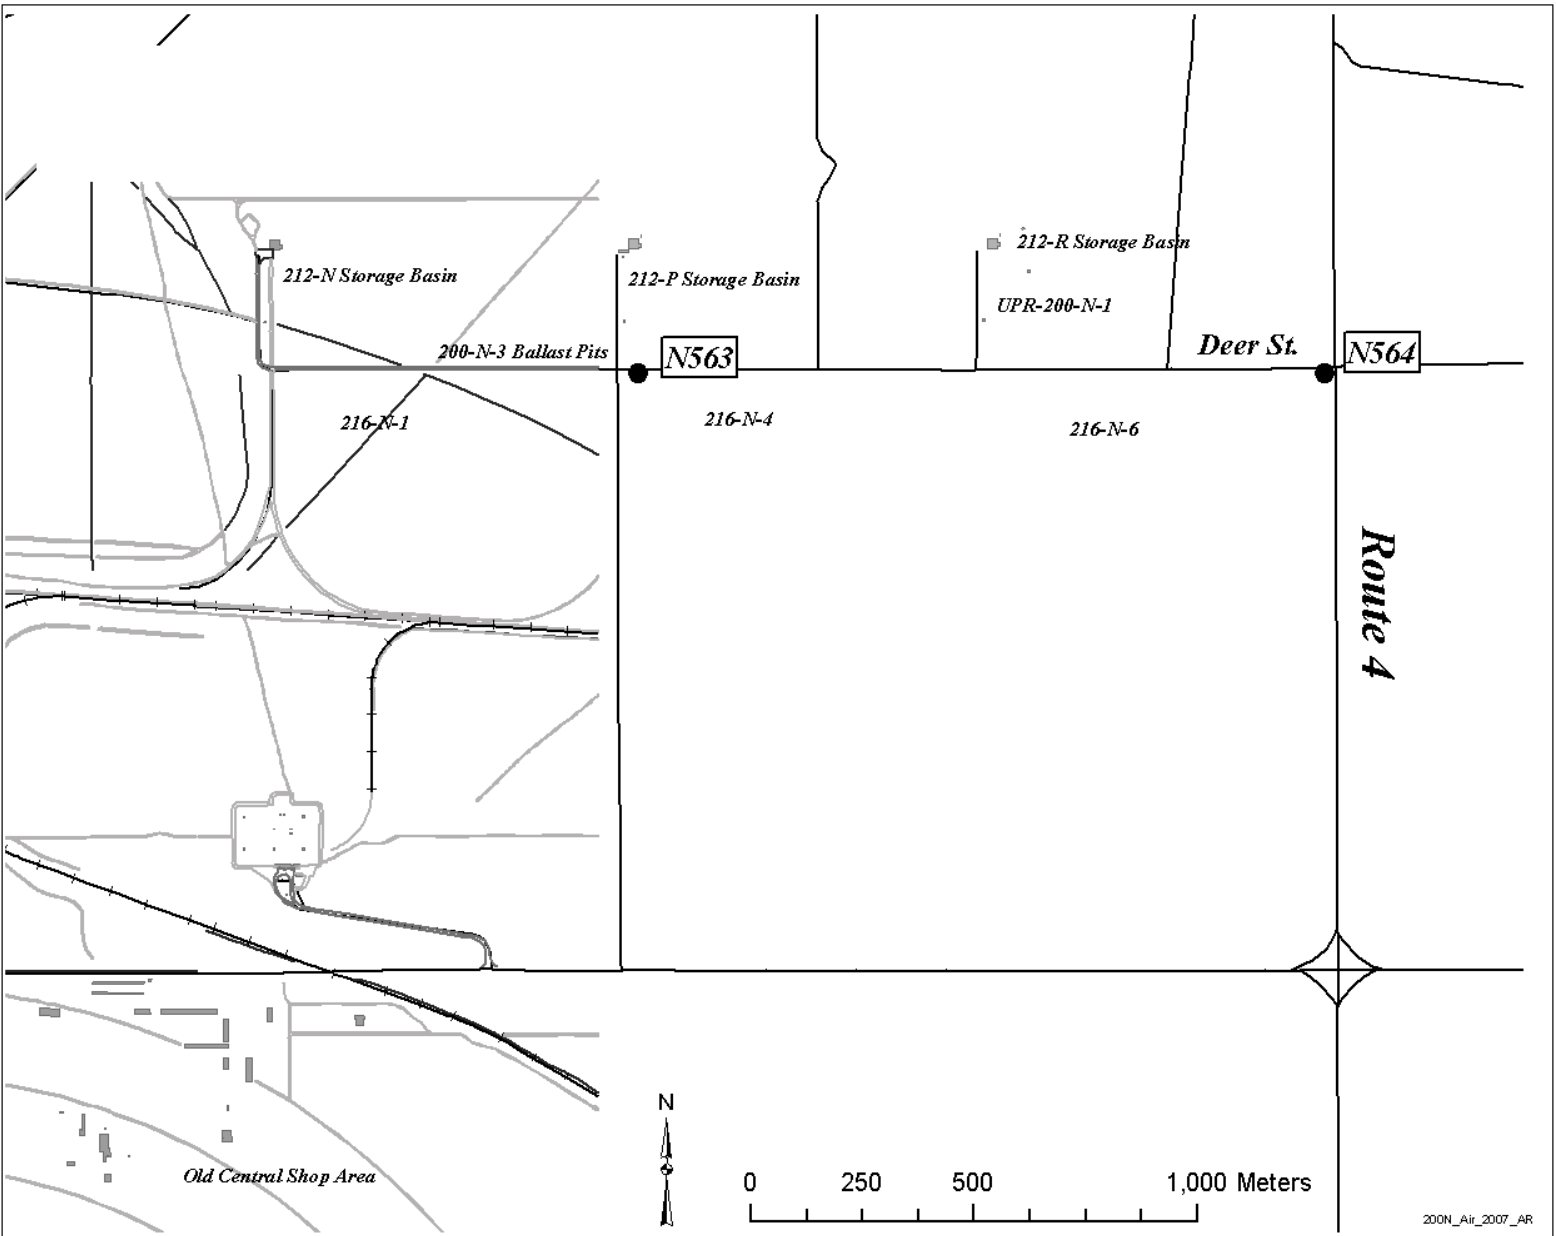 212-R Storage Basin
212-N Storage Basin
212-P Storage Basin
UPR-200-N-1
200-N-3 Ballast Pits
N563
Deer St.
N564
216-N-1
216-N-4
216-N-6
Route 4
N
Old Central Shop Area
0 250 500 1,000 Meters
200N_Air_2007_AR